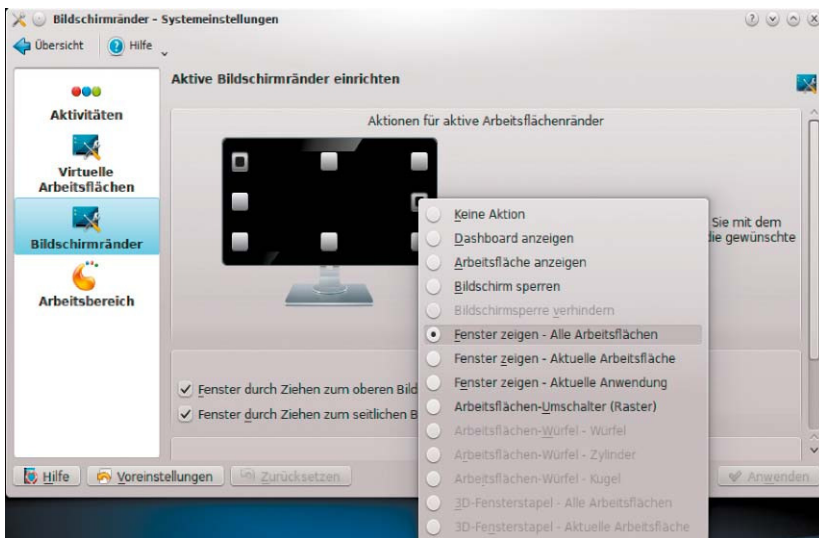 Bildschirmränder – Systemeinstellungen
Übersicht Hilfe
Aktive Bildschirmränder einrichten
Aktivitäten
Virtuelle
Arbeitsflächen
Bildschirmränder
Arbeitsbereich
Aktionen für aktive Arbeitsflächenränder
Sie mit dem
die gewünschte
Keine Aktion
Dashboard anzeigen
Arbeitsfläche anzeigen
Bildschirm sperren
Bildschirmsperre verhindern
Fenster zeigen - Alle Arbeitsflächen
Fenster zeigen - Aktuelle Arbeitsfläche
Fenster zeigen - Aktuelle Anwendung
Arbeitsflächen-Umschalter (Raster)
Arbeitsflächen-Würfel - Würfel
Arbeitsflächen-Würfel - Zylinder
Arbeitsflächen-Würfel - Kugel
3D-Fensterstapel - Alle Arbeitsflächen
3D-Fensterstapel - Aktuelle Arbeitsfläche
Fenster durch Ziehen zum oberen Bild
Fenster durch Ziehen zum seitlichen B
Hilfe Voreinstellungen Zurücksetzen Anwenden